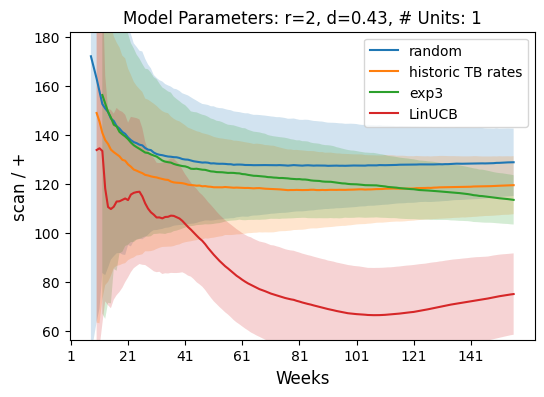 Model Parameters: r=2, d=0.43, # Units: 1
180
160
140
120
100
80
60
scan / +
random
historic TB rates
exp3
LinUCB
1 21 41 61 81 101 121 141
Weeks